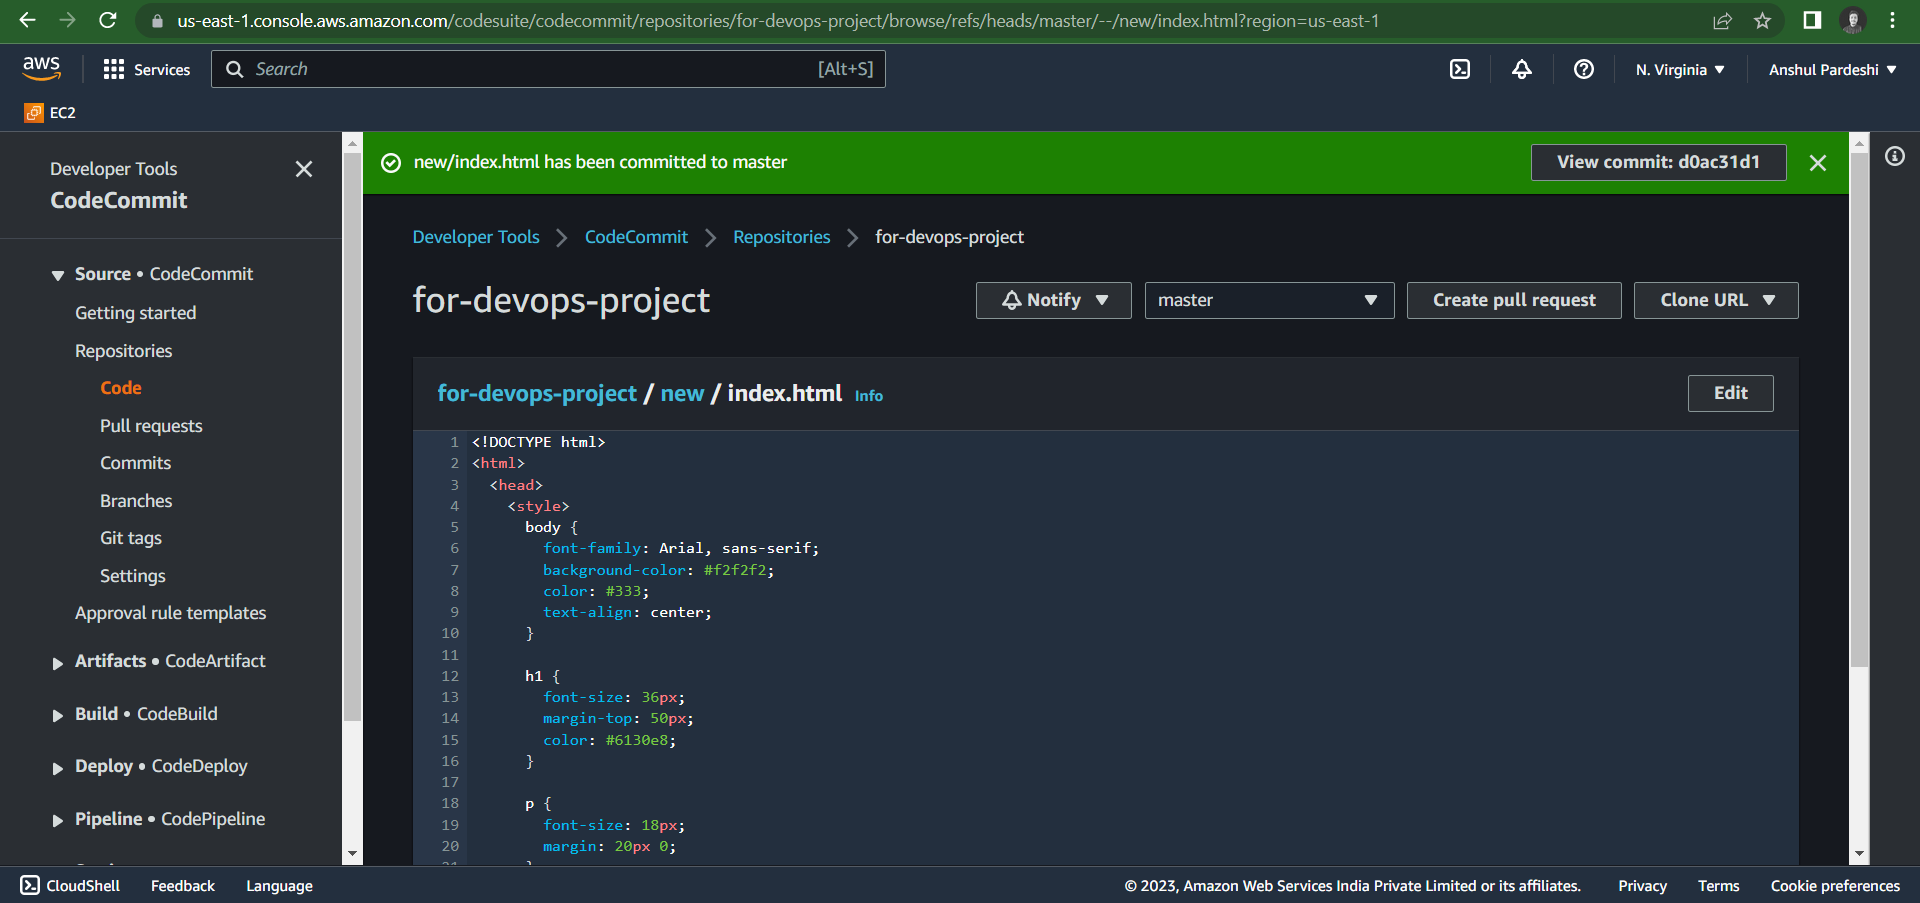 us-east-1.console.aws.amazon.com/codesuite/codecommit/repositories/for-devops-project/browse/refs/heads/master/--/new/index.html?region=us-east-1
aws
Services
Search
[Alt+S]
N. Virginia
Anshul Pardeshi
EC2
Developer Tools
CodeCommit
Source • CodeCommit
Getting started
Repositories
Code
Pull requests
Commits
Branches
Git tags
Settings
Approval rule templates
Artifacts • CodeArtifact
Build • CodeBuild
Deploy • CodeDeploy
Pipeline • CodePipeline
new/index.html has been committed to master
View commit: d0ac31d1
Developer Tools
CodeCommit
Repositories
for-devops-project
for-devops-project
Notify
master
Create pull request
Clone URL
for-devops-project / new / index.html Info
Edit
1 <!DOCTYPE html>
2 <html>
3 <head>
4 <style>
5 body {
6 font-family: Arial, sans-serif;
7 background-color: #f2f2f2;
8 color: #333;
9 text-align: center;
10 }
11
12 h1 {
13 font-size: 36px;
14 margin-top: 50px;
15 color: #6130e8;
16 }
17
18 p {
19 font-size: 18px;
20 margin: 20px 0;
CloudShell
Feedback
Language
© 2023, Amazon Web Services India Private Limited or its affiliates.
Privacy
Terms
Cookie preferences